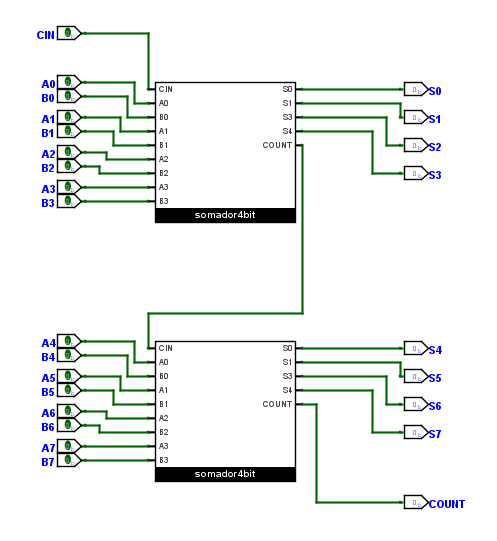 CIN
A0
B0
A1
B1
A2
B2
A3
B3
CIN
A0
B0
A1
B1
A2
B2
A3
B3
S0
S1
S3
S4
COUNT
somador4bit
S0
S1
S2
S3
A4
B4
A5
B5
A6
B6
A7
B7
CIN
A0
B0
A1
B1
A2
B2
A3
B3
S0
S1
S3
S4
COUNT
somador4bit
S4
S5
S6
S7
COUNT